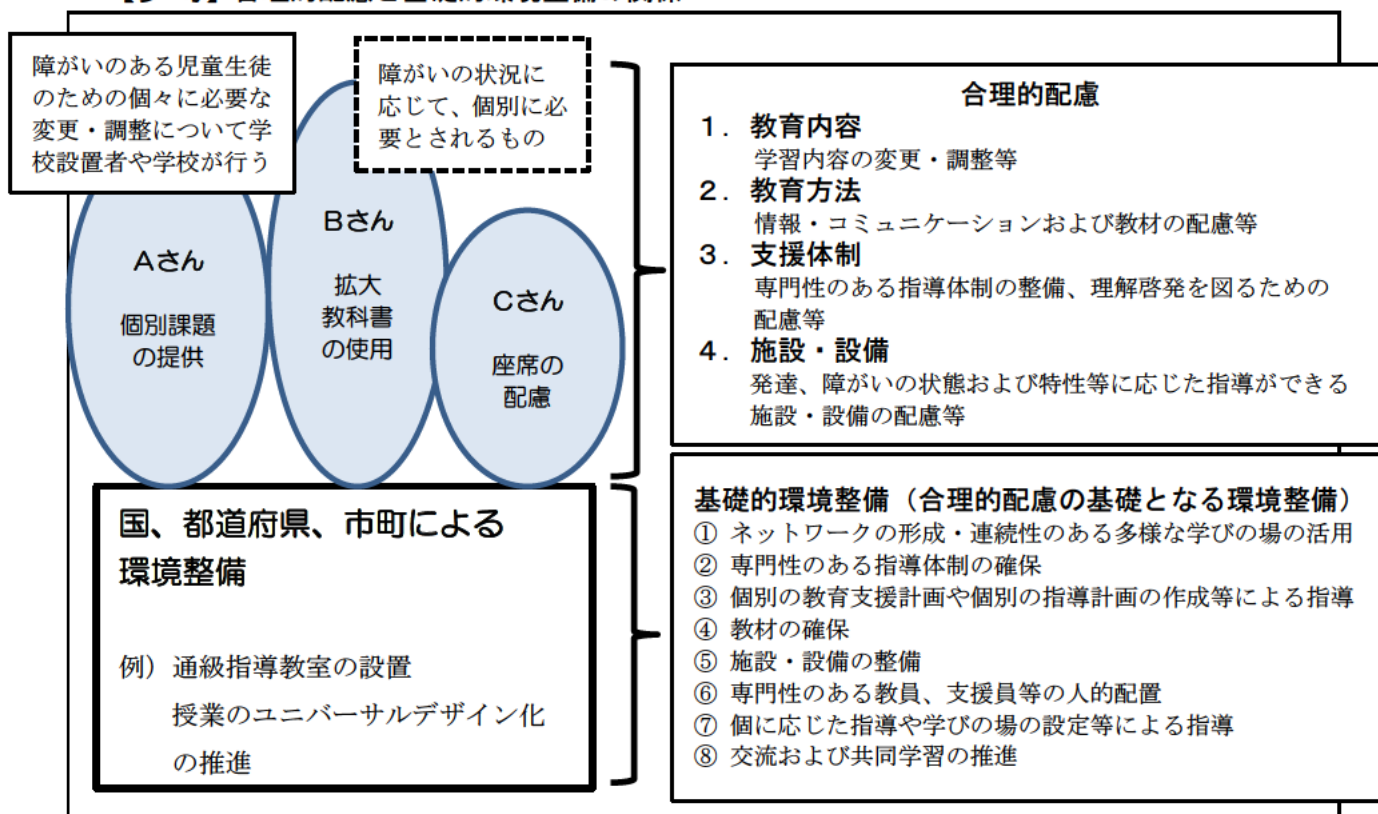 障がいのある児童生徒
のための個々に必要な
変更・調整について学
校設置者や学校が行う
障がいの状況に
応じて、個別に必
要とされるもの
Aさん
個別課題
の提供
Bさん
拡大
教科書
の使用
Cさん
座席の
配慮
合理的配慮
1．教育内容
学習内容の変更・調整等
2．教育方法
情報・コミュニケーションおよび教材の配慮等
3．支援体制
専門性のある指導体制の整備、理解啓発を図るための
配慮等
4．施設・設備
発達、障がいの状態および特性等に応じた指導ができる
施設・設備の配慮等
国、都道府県、市町による
環境整備
例）通級指導教室の設置
授業のユニバーサルデザイン化
の推進
基礎的環境整備（合理的配慮の基礎となる環境整備）
① ネットワークの形成・連続性のある多様な学びの場の活用
② 専門性のある指導体制の確保
③ 個別の教育支援計画や個別の指導計画の作成等による指導
④ 教材の確保
⑤ 施設・設備の整備
⑥ 専門性のある教員、支援員等の人的配置
⑦ 個に応じた指導や学びの場の設定等による指導
⑧ 交流および共同学習の推進